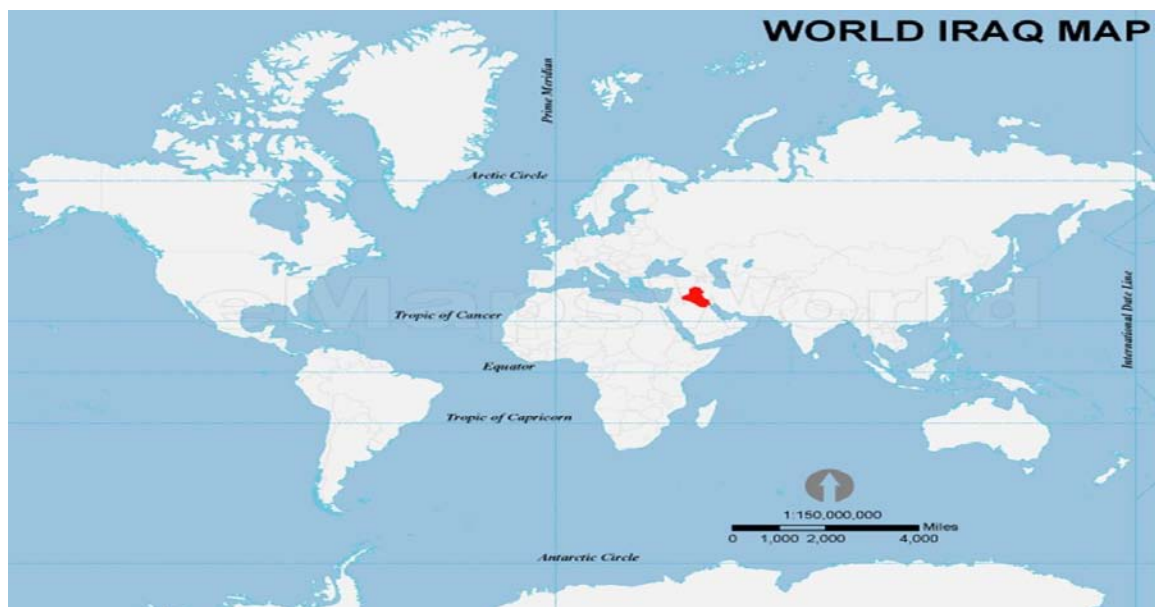 WORLD IRAQ MAP
Prime Meridian
Arctic Circle
eMapsWorld
Tropic of Cancer
International Date Line
Equator
Tropic of Capricorn
1:150,000,000
Miles
0 1,000 2,000 4,000
Antarctic Circle